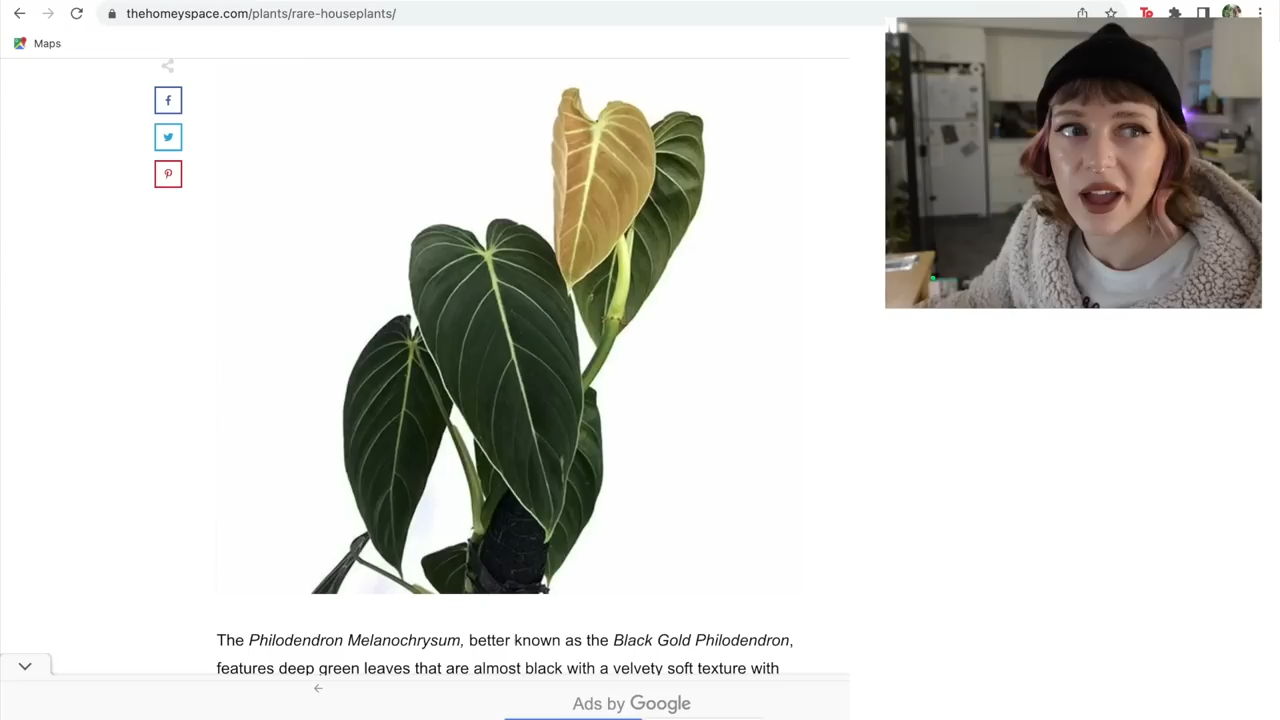 thehomeyspace.com/plants/rare-houseplants/
Maps
The Philodendron Melanochrysum, better known as the Black Gold Philodendron,
features deep green leaves that are almost black with a velvety soft texture with
Ads by Google